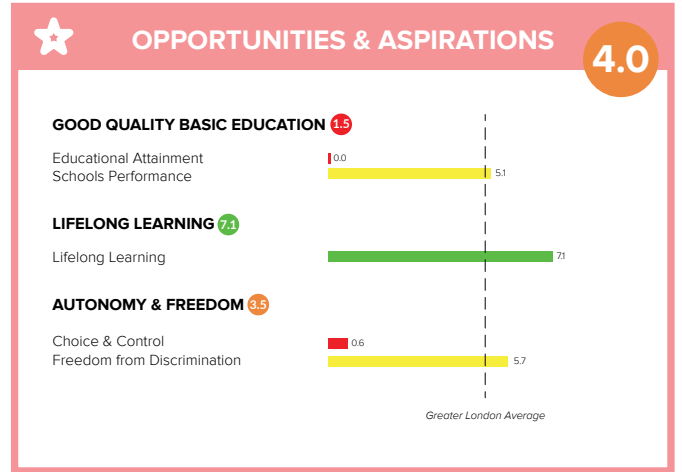 OPPORTUNITIES & ASPIRATIONS
4.0
GOOD QUALITY BASIC EDUCATION 1.5
Educational Attainment 0.0
Schools Performance 5.1
LIFELONG LEARNING 7.1
Lifelong Learning 7.1
AUTONOMY & FREEDOM 3.5
Choice & Control 0.6
Freedom from Discrimination 5.7
Greater London Average